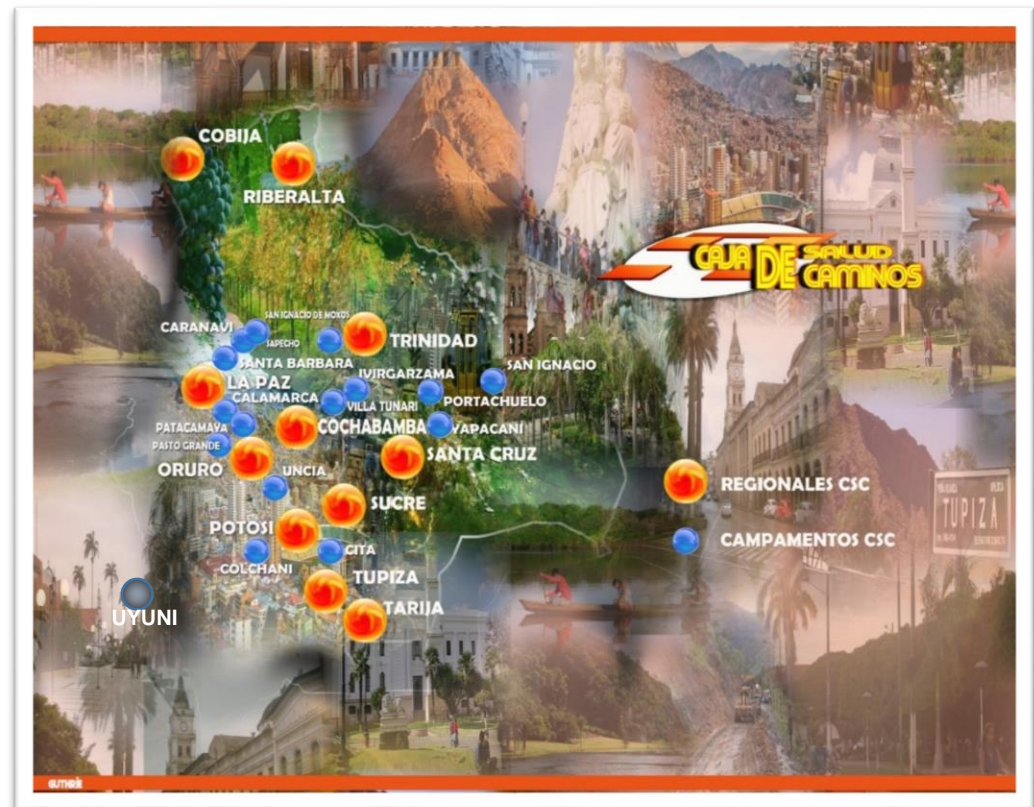 COBIJA
RIBERALTA
CAJA DE SALUD CAMINOS
SAN IGNACIO DE MOXOS
CARANAVI
SAPECHO
TRINIDAD
SANTA BARBARA
SAN IGNACIO
IVIRGARZAMA
LA PAZ
CALAMARCA
VILLA TUNARI
PORTACHUELO
PATACAMAYA
COCHABAMBA
YAPACANI
PASTO GRANDE
SANTA CRUZ
ORURO
UNCIA
REGIONALES CSC
SUCRE
POTOSI
CITA
CAMPAMENTOS CSC
COLCHANI
TUPIZA
TUPIZA
TARIJA
UYUNI
GUTHRIE